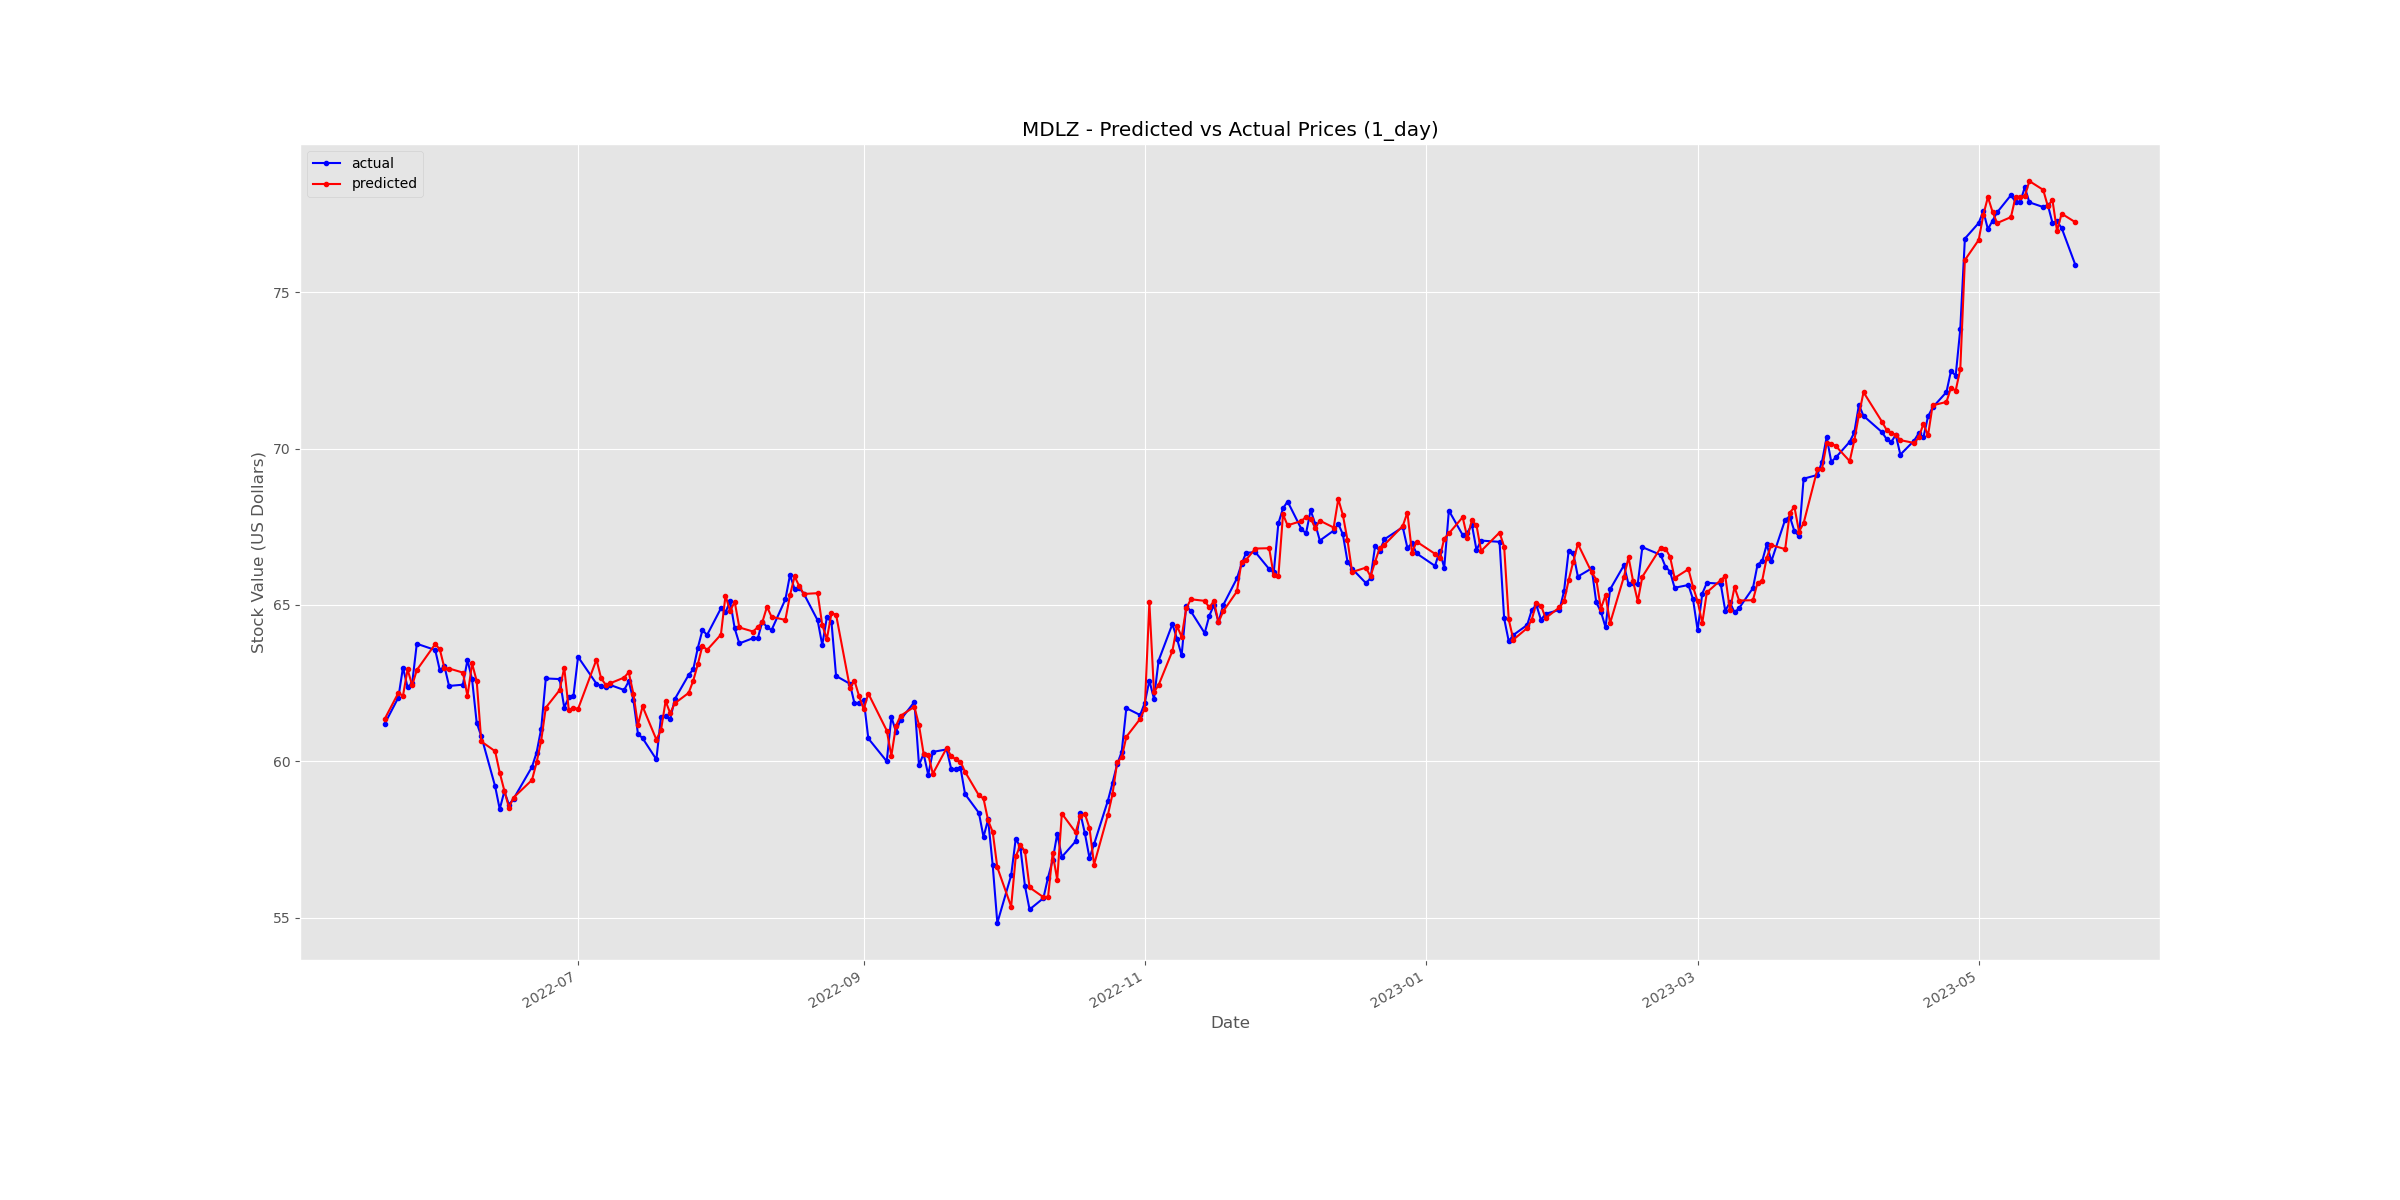 MDLZ - Predicted vs Actual Prices (1_day)
actual
predicted
Stock Value (US Dollars)
75
70
65
60
55
2022-07
2022-09
2022-11
2023-01
2023-03
2023-05
Date